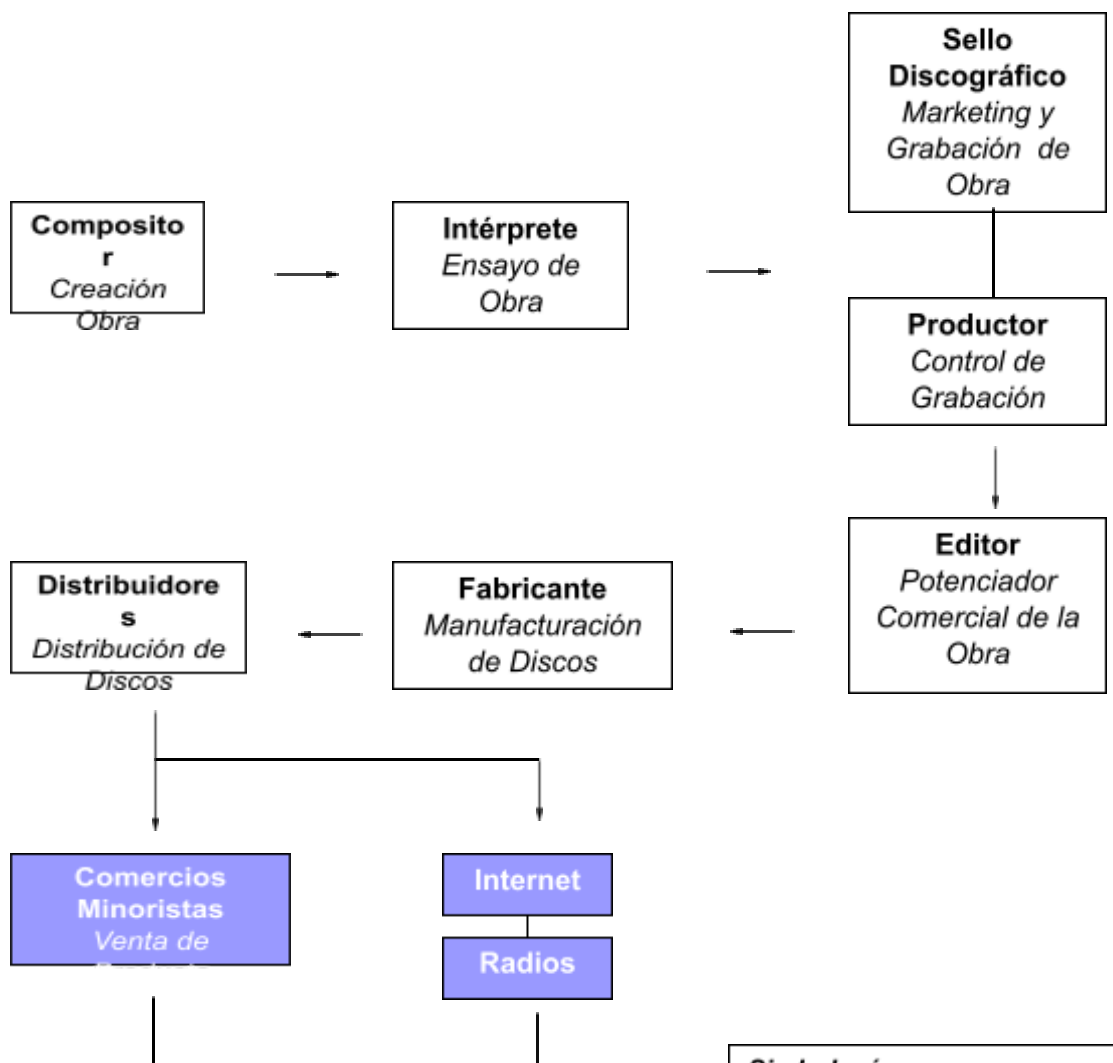 Sello
Discográfico
Marketing y
Grabación de
Obra
Composito
r
Creación
Obra
Intérprete
Ensayo de
Obra
Productor
Control de
Grabación
Editor
Potenciador
Comercial de la
Obra
Fabricante
Manufacturación
de Discos
Distribuidore
s
Distribución de
Discos
Comercios
Minoristas
Venta de
Internet
Radios